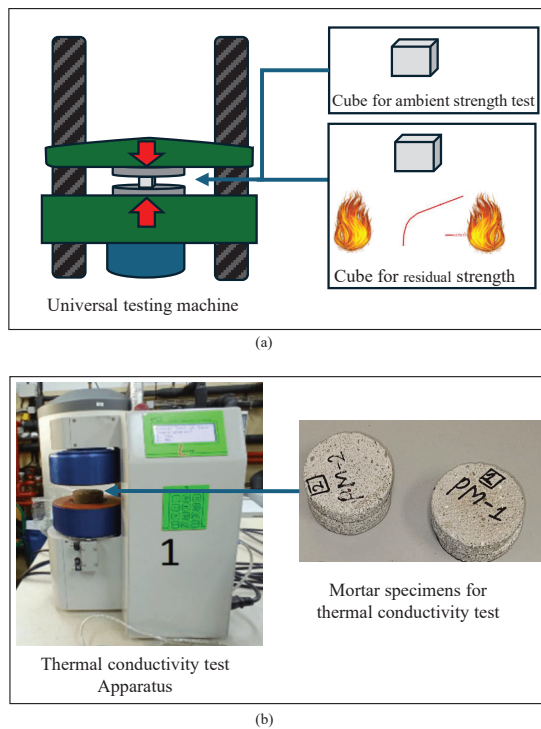 Cube for ambient strength test
Cube for residual strength
Universal testing machine
(a)
1
2
PM-2
PM-1
Mortar specimens for
thermal conductivity test
Thermal conductivity test
Apparatus
(b)